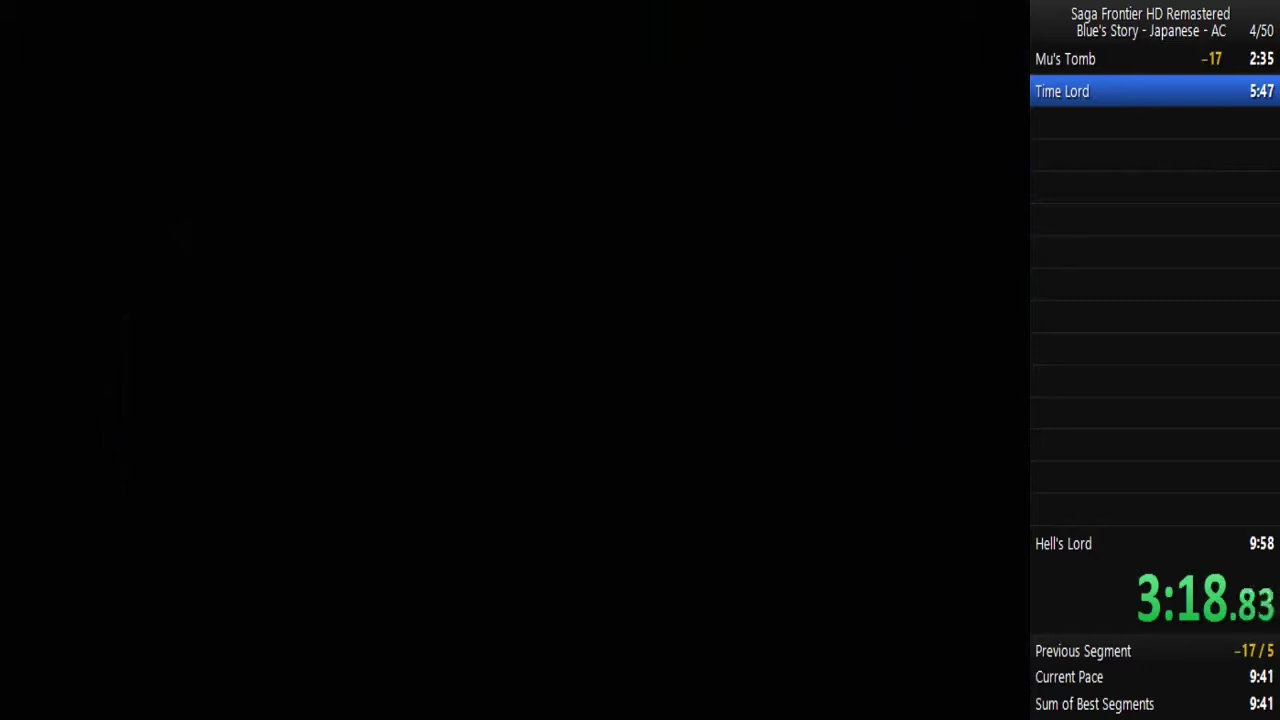 Saga Frontier HD Remastered
Blue's Story - Japanese - AC 4/50
Mu's Tomb -17 2:35
Time Lord 5:47
Hell's Lord 9:58
3:18.83
Previous Segment -17 / 5
Current Pace 9:41
Sum of Best Segments 9:41